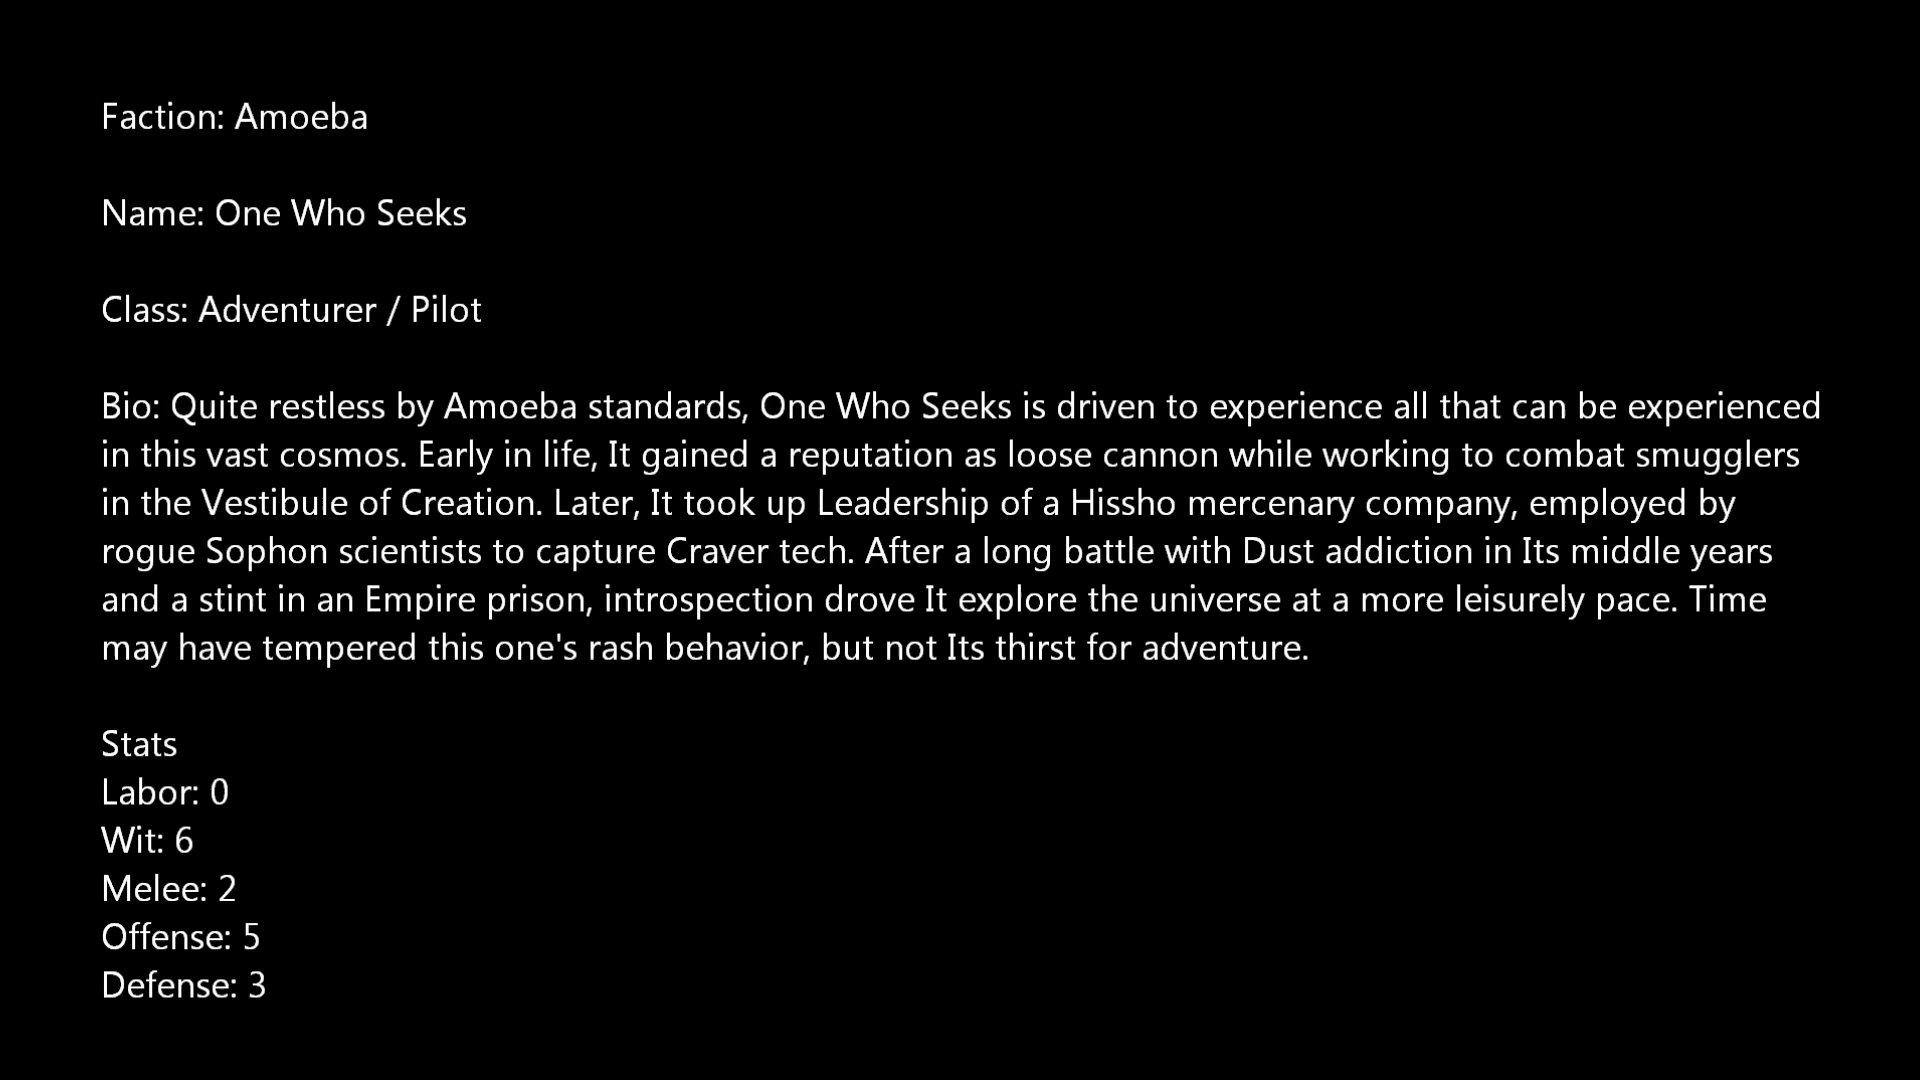 Faction: Amoeba
Name: One Who Seeks
Class: Adventurer / Pilot
Bio: Quite restless by Amoeba standards, One Who Seeks is driven to experience all that can be experienced
in this vast cosmos. Early in life, It gained a reputation as loose cannon while working to combat smugglers
in the Vestibule of Creation. Later, It took up Leadership of a Hissho mercenary company, employed by
rogue Sophon scientists to capture Craver tech. After a long battle with Dust addiction in Its middle years
and a stint in an Empire prison, introspection drove It explore the universe at a more leisurely pace. Time
may have tempered this one's rash behavior, but not Its thirst for adventure.
Stats
Labor: 0
Wit: 6
Melee: 2
Offense: 5
Defense: 3